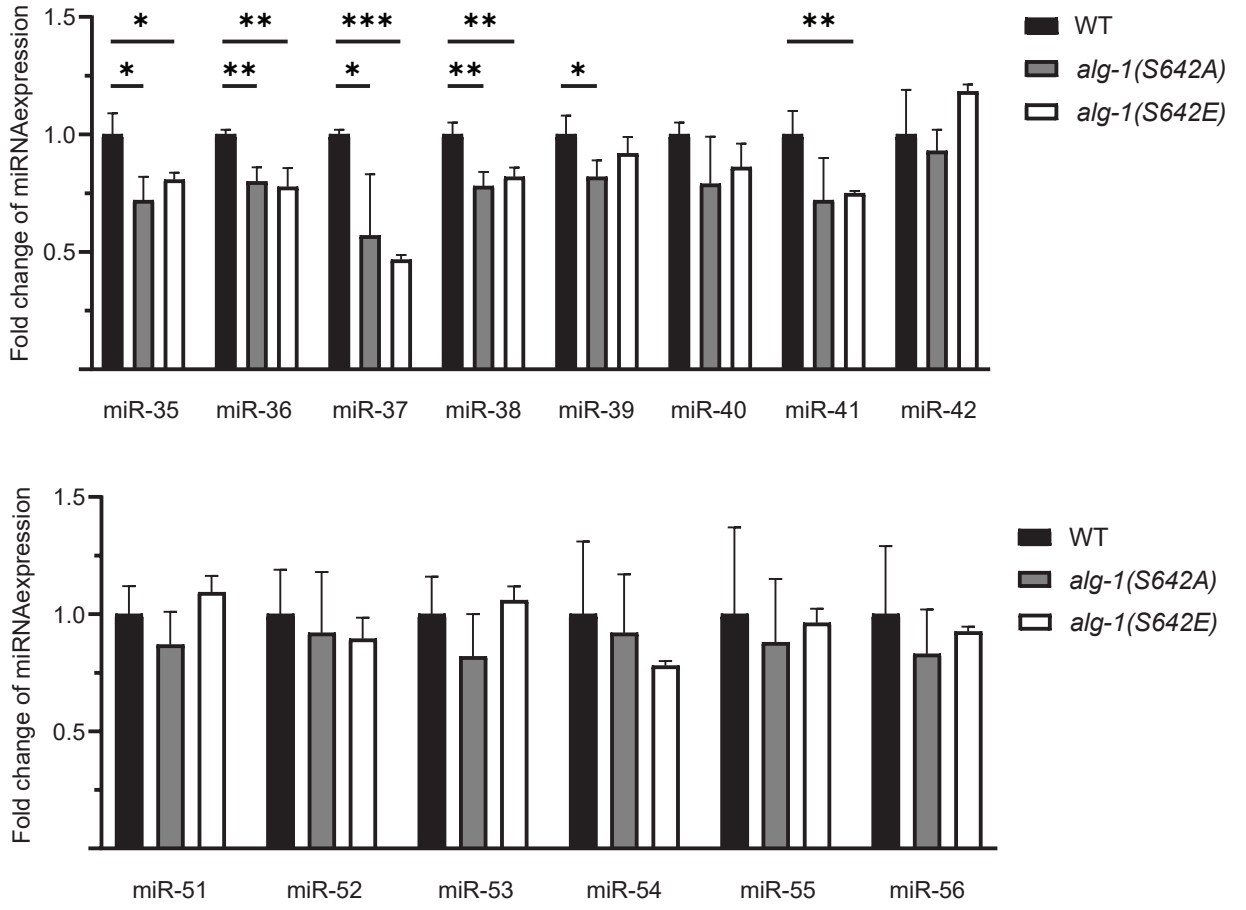 Fold change of miRNAexpression
1.5
1.0
0.5
* ** *** ** **
* ** * ** *
miR-35 miR-36 miR-37 miR-38 miR-39 miR-40 miR-41 miR-42
WT
alg-1(S642A)
alg-1(S642E)
Fold change of miRNAexpression
1.5
1.0
0.5
miR-51 miR-52 miR-53 miR-54 miR-55 miR-56
WT
alg-1(S642A)
alg-1(S642E)